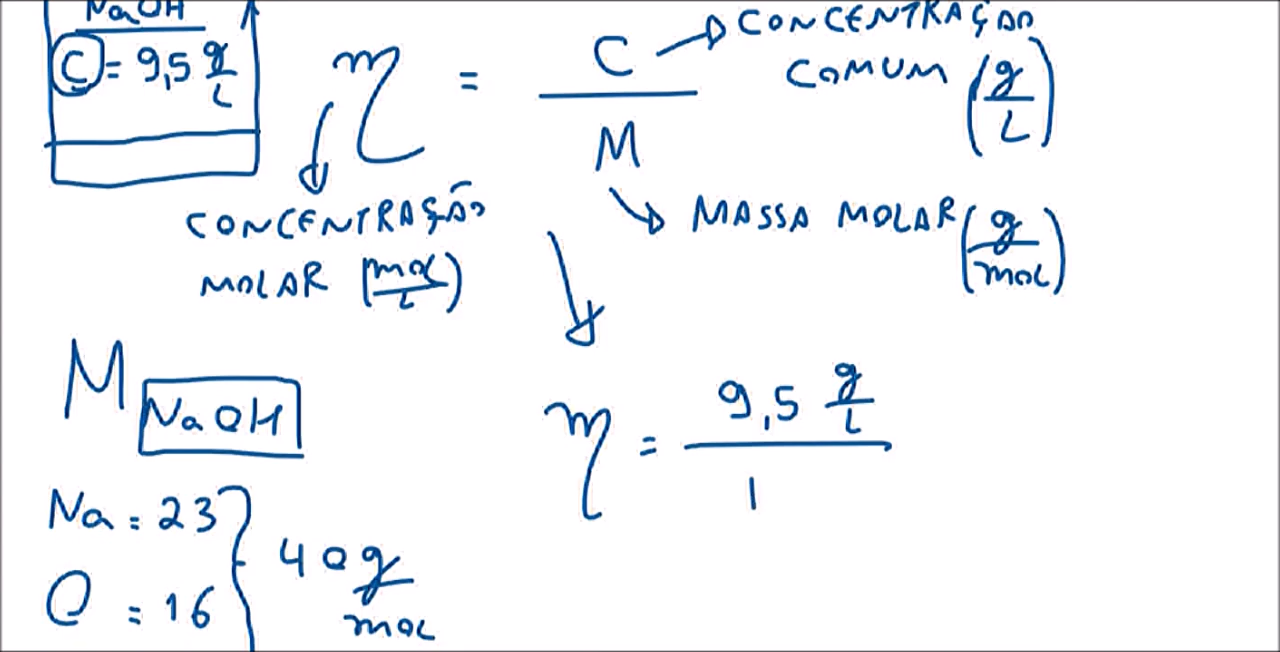 NaOH
C = 9,5 g/L
η = C / M
CONCENTRAÇÃO
COMUM (g/L)
MASSA MOLAR (g/mol)
CONCENTRAÇÃO
MOLAR (mol/L)
M NaOH
η = 9,5 g/L / 1
Na = 23
O = 16
40 g/mol